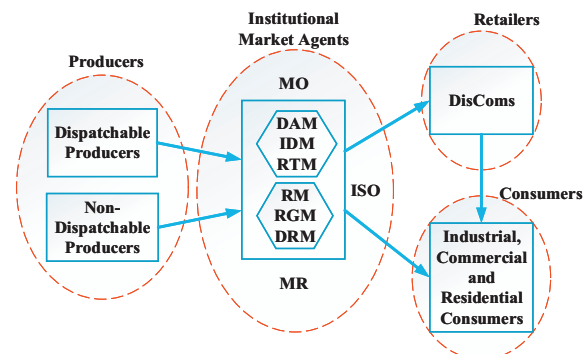 Institutional
Market Agents
Retailers
Producers
MO
DisComs
Dispatchable
Producers
DAM
IDM
RTM
ISO
Consumers
Non-
Dispatchable
Producers
RM
RGM
DRM
Industrial,
Commercial
and
Residential
Consumers
MR